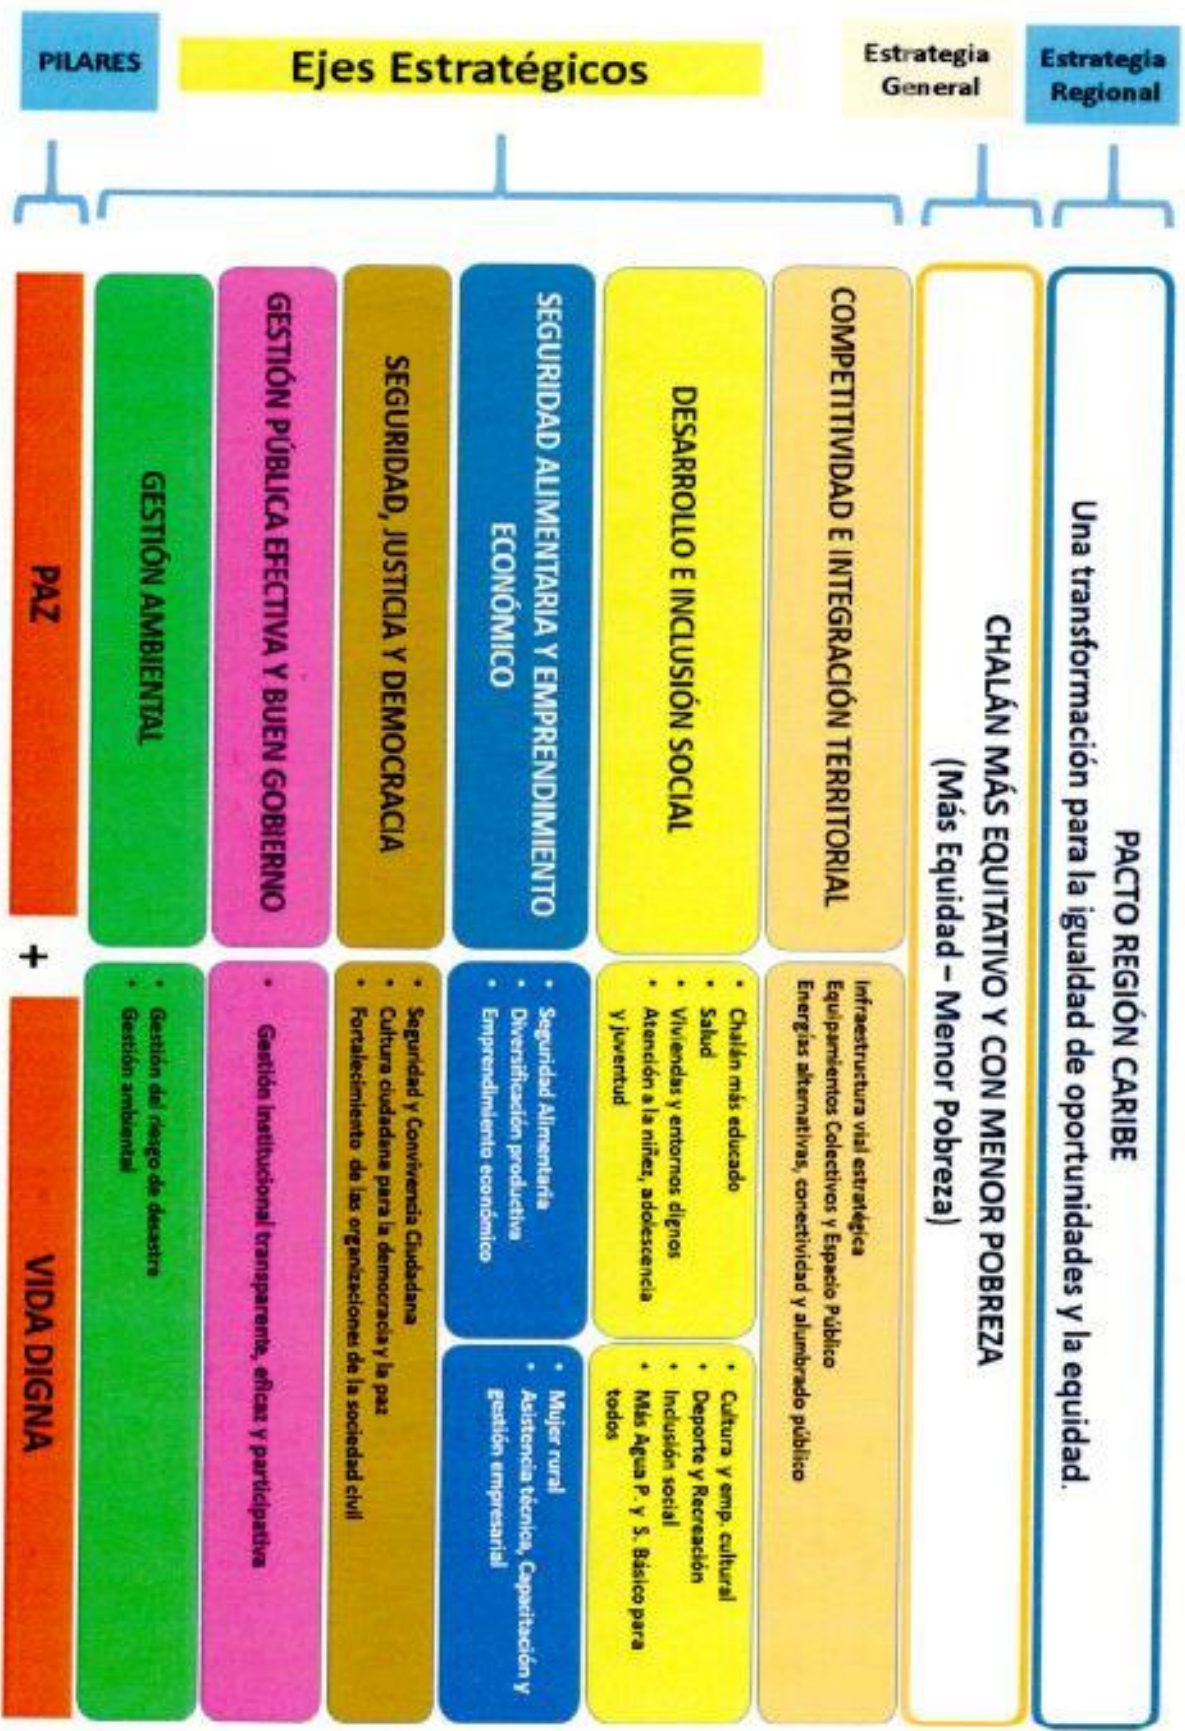 Estrategia
Regional
PACTO REGIÓN CARIBE
Una transformación para la igualdad de oportunidades y la equidad.
Estrategia
General
CHALÁN MÁS EQUITATIVO Y CON MENOR POBREZA
(Más Equidad – Menor Pobreza)
Ejes Estratégicos
COMPETITIVIDAD E INTEGRACIÓN TERRITORIAL
Infraestructura vial estratégica
Equipamientos Colectivos y Espacio Público
Energías alternativas, conectividad y alumbrado público
DESARROLLO E INCLUSIÓN SOCIAL
• Chalán más educado
• Salud
• Viviendas y entornos dignos
• Atención a la niñes, adolescencia
y juventud
• Cultura y emp. cultural
• Deporte y Recreación
• Inclusión social
• Más Agua P. y S. Básico para
todos
SEGURIDAD ALIMENTARIA Y EMPRENDIMIENTO
ECONÓMICO
• Seguridad Alimentaria
• Diversificación productiva
• Emprendimiento económico
• Mujer rural
• Asistencia técnica, Capacitación y
gestión empresarial
SEGURIDAD, JUSTICIA Y DEMOCRACIA
• Seguridad y Convivencia Ciudadana
• Cultura ciudadana para la democracia y la paz
• Fortalecimiento de las organizaciones de la sociedad civil
GESTIÓN PÚBLICA EFECTIVA Y BUEN GOBIERNO
• Gestión institucional transparente, eficaz y participativa
GESTIÓN AMBIENTAL
• Gestión del riesgo de desastre
• Gestión ambiental
PILARES
PAZ
+
VIDA DIGNA